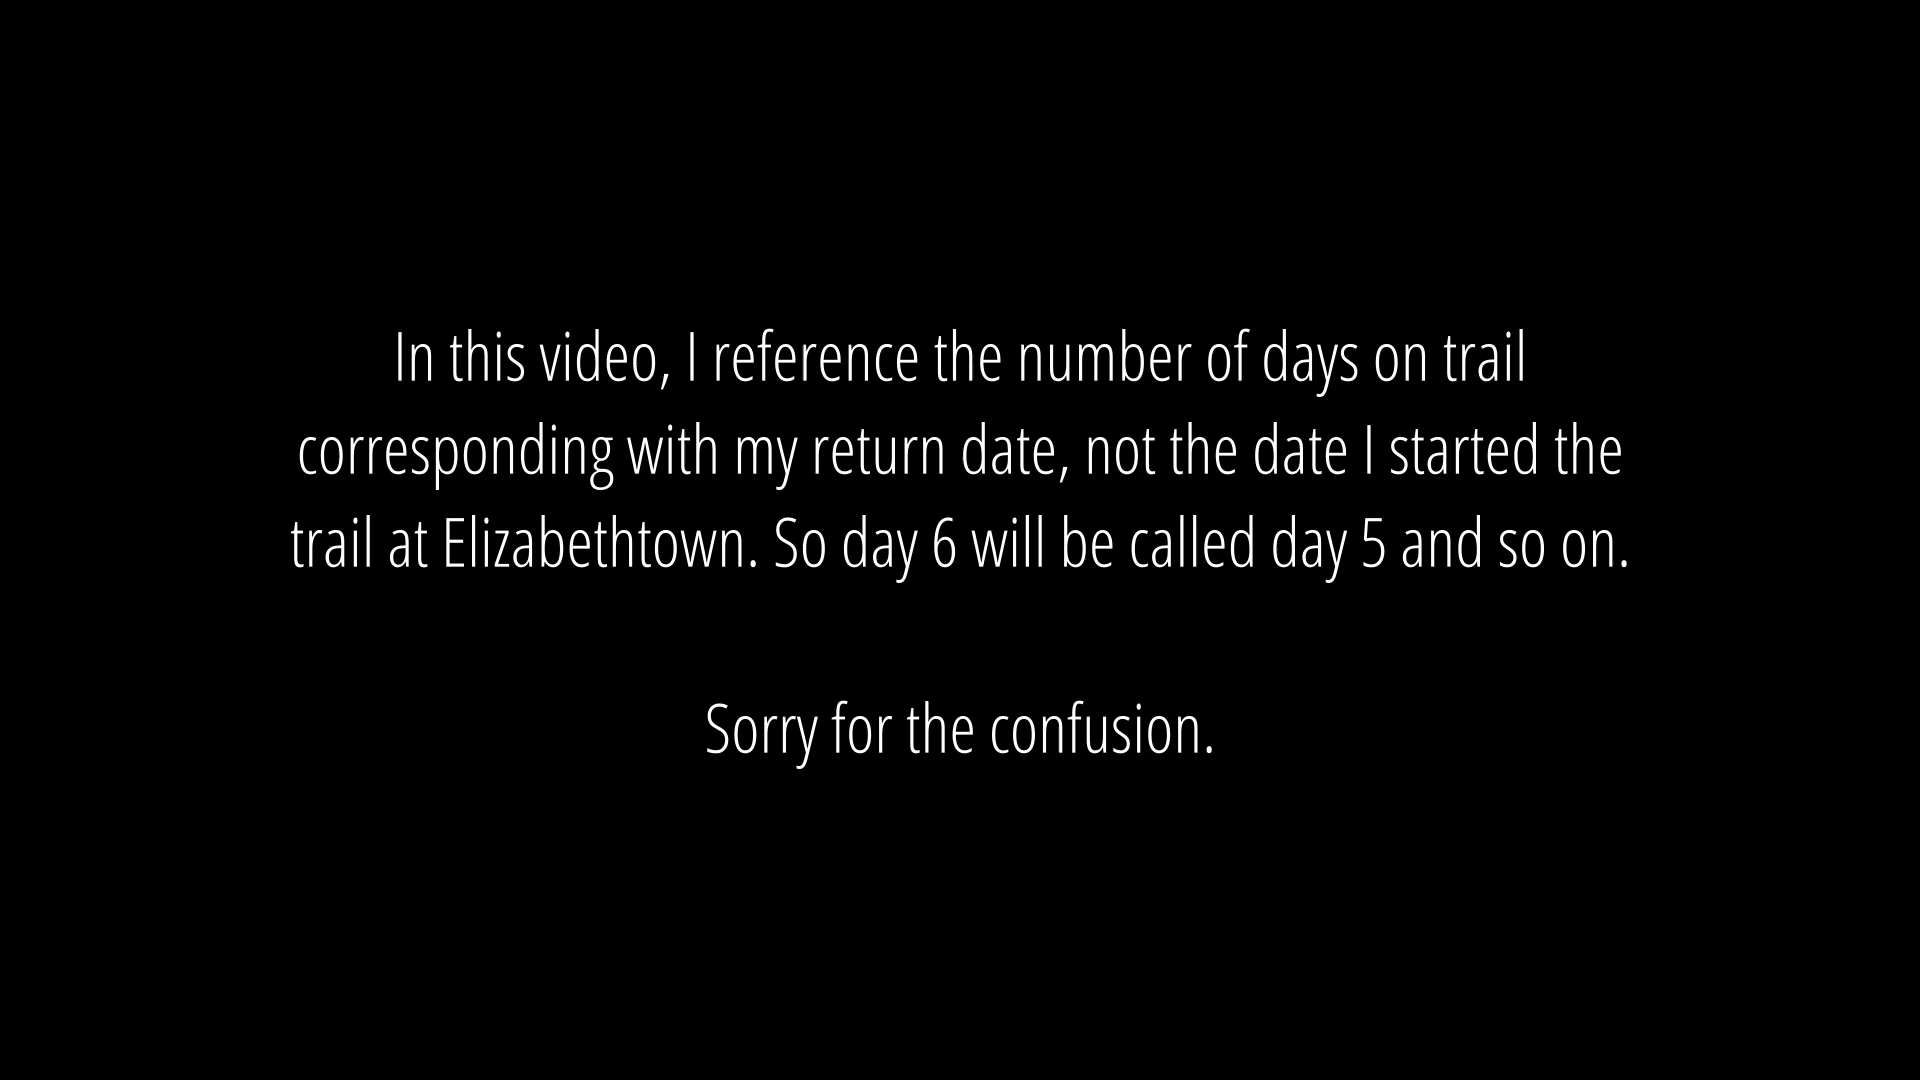 In this video, I reference the number of days on trail
corresponding with my return date, not the date I started the
trail at Elizabethtown. So day 6 will be called day 5 and so on.
Sorry for the confusion.